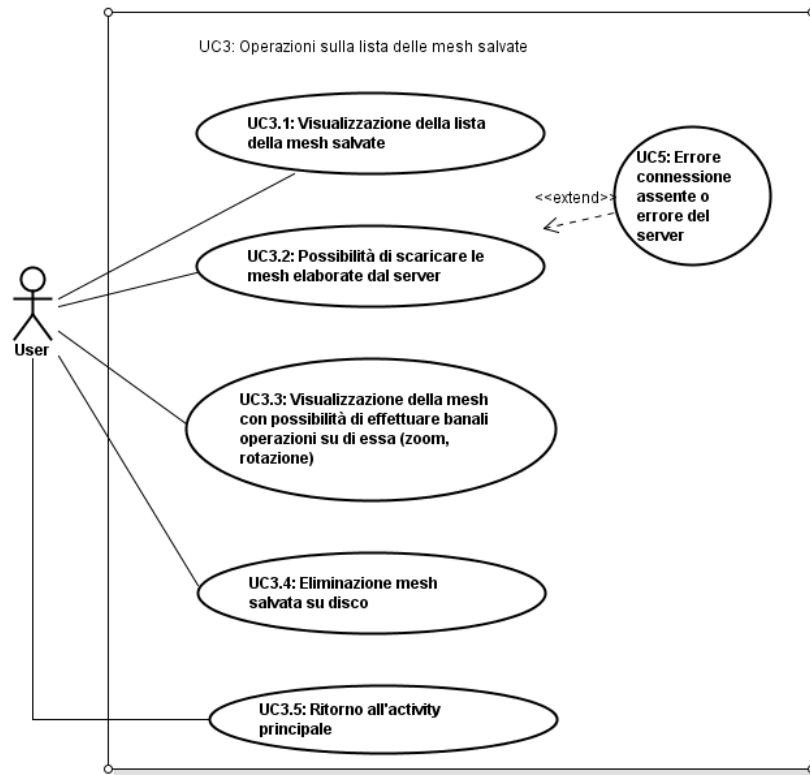 UC3: Operazioni sulla lista delle mesh salvate
UC3.1: Visualizzazione della lista
della mesh salvate
UC5: Errore
connessione
assente o
errore del
server
<<extend>>
UC3.2: Possibilità di scaricare le
mesh elaborate dal server
User
UC3.3: Visualizzazione della mesh
con possibilità di effettuare banali
operazioni su di essa (zoom,
rotazione)
UC3.4: Eliminazione mesh
salvata su disco
UC3.5: Ritorno all'activity
principale